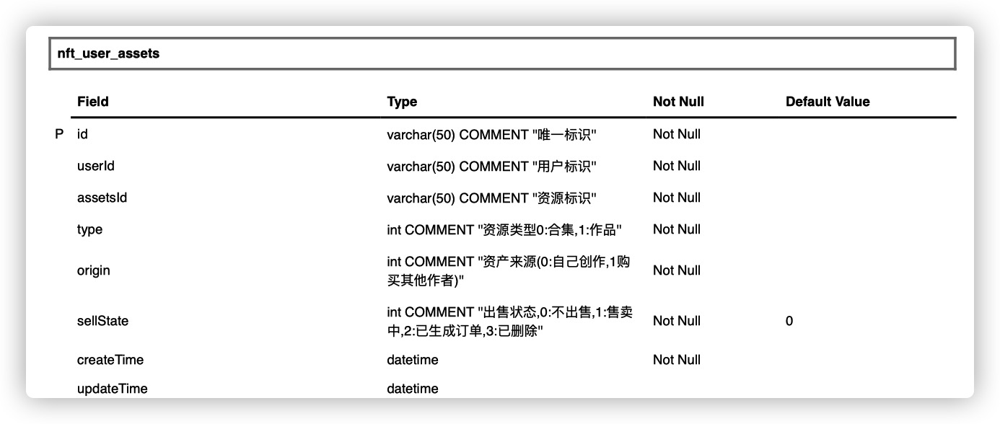 nft_user_assets
Field Type Not Null Default Value
P id varchar(50) COMMENT "唯一标识" Not Null
userId varchar(50) COMMENT "用户标识" Not Null
assetsId varchar(50) COMMENT "资源标识" Not Null
type int COMMENT "资源类型0:合集,1:作品" Not Null
origin int COMMENT "资产来源(0:自己创作,1购 Not Null
买其他作者)"
sellState int COMMENT "出售状态,0:不出售,1:售卖 Not Null 0
中,2:已生成订单,3:已删除"
createTime datetime Not Null
updateTime datetime